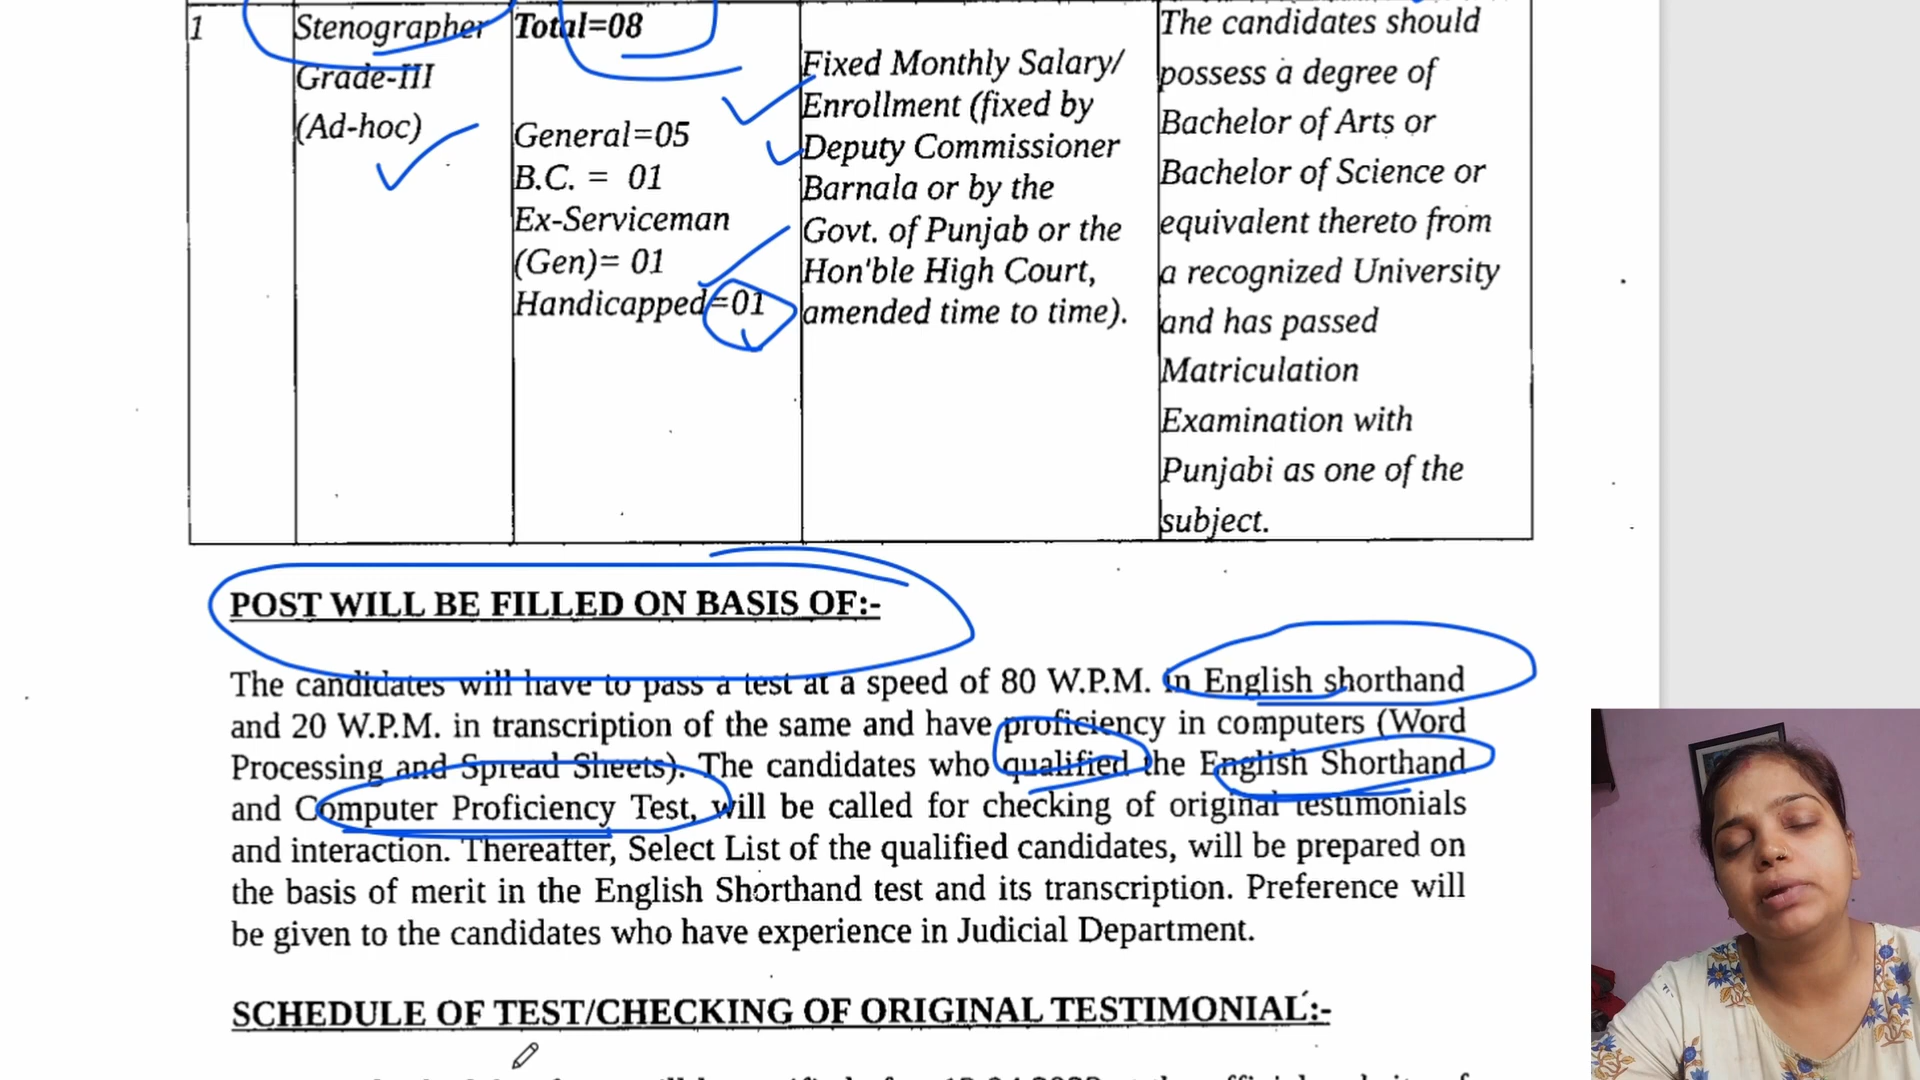 1
Stenographer
Grade-III
(Ad-hoc)
Total=08
General=05
B.C. = 01
Ex-Serviceman
(Gen)= 01
Handicapped=01
Fixed Monthly Salary/
Enrollment (fixed by
Deputy Commissioner
Barnala or by the
Govt. of Punjab or the
Hon'ble High Court,
amended time to time).
The candidates should
possess a degree of
Bachelor of Arts or
Bachelor of Science or
equivalent thereto from
a recognized University
and has passed
Matriculation
Examination with
Punjabi as one of the
subject.
POST WILL BE FILLED ON BASIS OF:-
The candidates will have to pass a test at a speed of 80 W.P.M. in English shorthand
and 20 W.P.M. in transcription of the same and have proficiency in computers (Word
Processing and Spread Sheets). The candidates who qualified the English Shorthand
and Computer Proficiency Test, will be called for checking of original testimonials
and interaction. Thereafter, Select List of the qualified candidates, will be prepared on
the basis of merit in the English Shorthand test and its transcription. Preference will
be given to the candidates who have experience in Judicial Department.
SCHEDULE OF TEST/CHECKING OF ORIGINAL TESTIMONIAL:-